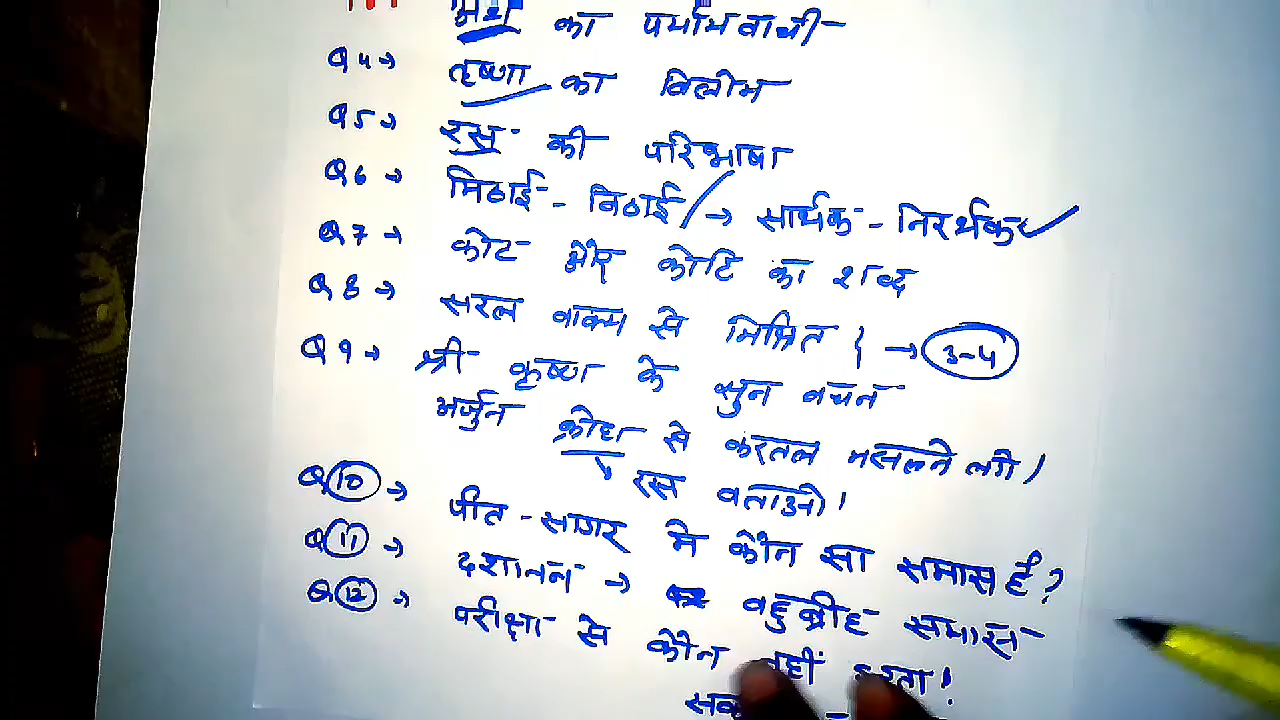 का पर्यायवाची
Q4→ तृष्णा का विलोम
Q5→ रस की परिभाषा
Q6→ मिठाई - विठाई / → सार्थक - निरर्थक ✓
Q7→ कोट और कोटि का शब्द
Q8→ सरल वाक्य से मिश्रित { → 3-4
Q9→ श्री कृष्ण के सुन वचन
अर्जुन क्रोध से करतल मसलने लगे।
रस बताओ।
Q10→ पीत - सागर मे कौन सा समास है?
Q11→ दशानन → बहुब्रीह समास
Q12→ परीक्षा से कौन नहीं डरता!